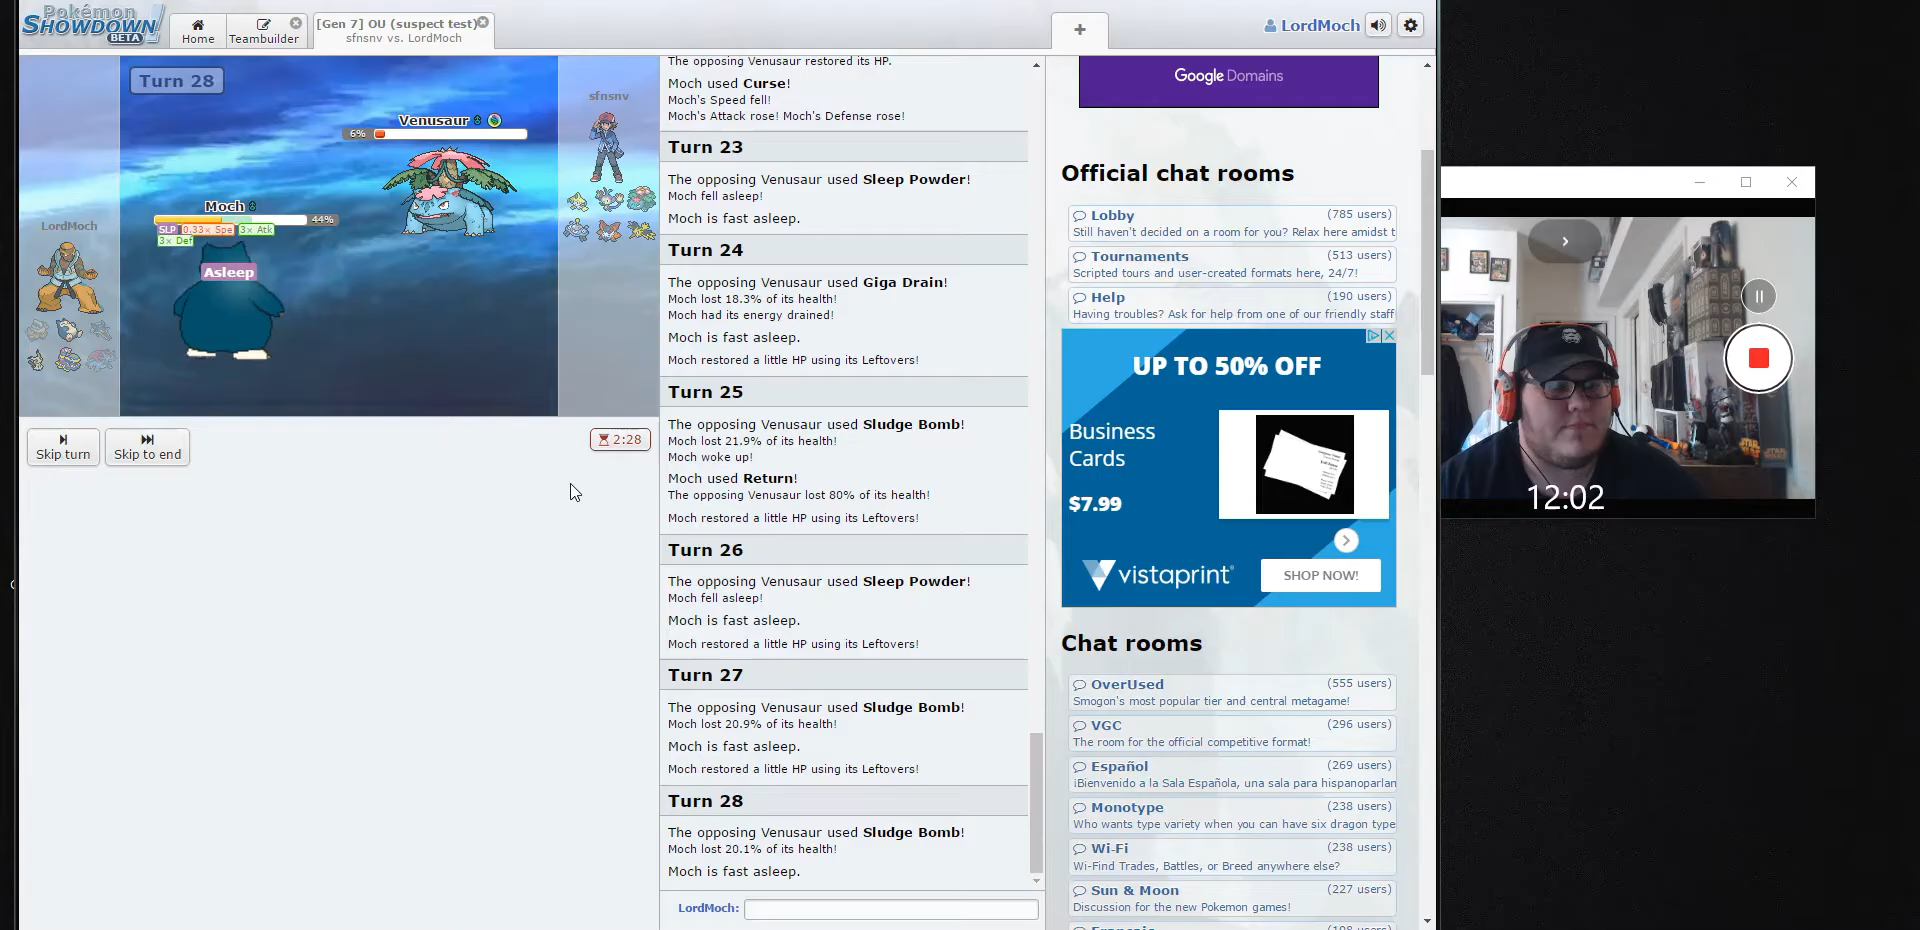 Pokémon
SHOWDOWN!
BETA
Home
Teambuilder
[Gen 7] OU (suspect test)
sfnsnv vs. LordMoch
+
LordMoch
Turn 28
sfnsnv
Venusaur
6%
Moch
44%
SLP 0.33× Spe 3× Atk
3× Def
Asleep
LordMoch
Skip turn
Skip to end
2:28
The opposing Venusaur restored its HP.
Moch used Curse!
Moch's Speed fell!
Moch's Attack rose! Moch's Defense rose!
Turn 23
The opposing Venusaur used Sleep Powder!
Moch fell asleep!
Moch is fast asleep.
Turn 24
The opposing Venusaur used Giga Drain!
Moch lost 18.3% of its health!
Moch had its energy drained!
Moch is fast asleep.
Moch restored a little HP using its Leftovers!
Turn 25
The opposing Venusaur used Sludge Bomb!
Moch lost 21.9% of its health!
Moch woke up!
Moch used Return!
The opposing Venusaur lost 80% of its health!
Moch restored a little HP using its Leftovers!
Turn 26
The opposing Venusaur used Sleep Powder!
Moch fell asleep!
Moch is fast asleep.
Moch restored a little HP using its Leftovers!
Turn 27
The opposing Venusaur used Sludge Bomb!
Moch lost 20.9% of its health!
Moch is fast asleep.
Moch restored a little HP using its Leftovers!
Turn 28
The opposing Venusaur used Sludge Bomb!
Moch lost 20.1% of its health!
Moch is fast asleep.
LordMoch:
Google Domains
Official chat rooms
Lobby (785 users)
Still haven't decided on a room for you? Relax here amidst t
Tournaments (513 users)
Scripted tours and user-created formats here, 24/7!
Help (190 users)
Having troubles? Ask for help from one of our friendly staff
UP TO 50% OFF
Business
Cards
$7.99
vistaprint
SHOP NOW!
Chat rooms
OverUsed (555 users)
Smogon's most popular tier and central metagame!
VGC (296 users)
The room for the official competitive format!
Español (269 users)
¡Bienvenido a la Sala Española, una sala para hispanoparlan
Monotype (238 users)
Who wants type variety when you can have six dragon type
Wi-Fi (238 users)
Wi-Find Trades, Battles, or Breed anywhere else?
Sun & Moon (227 users)
Discussion for the new Pokemon games!
12:02